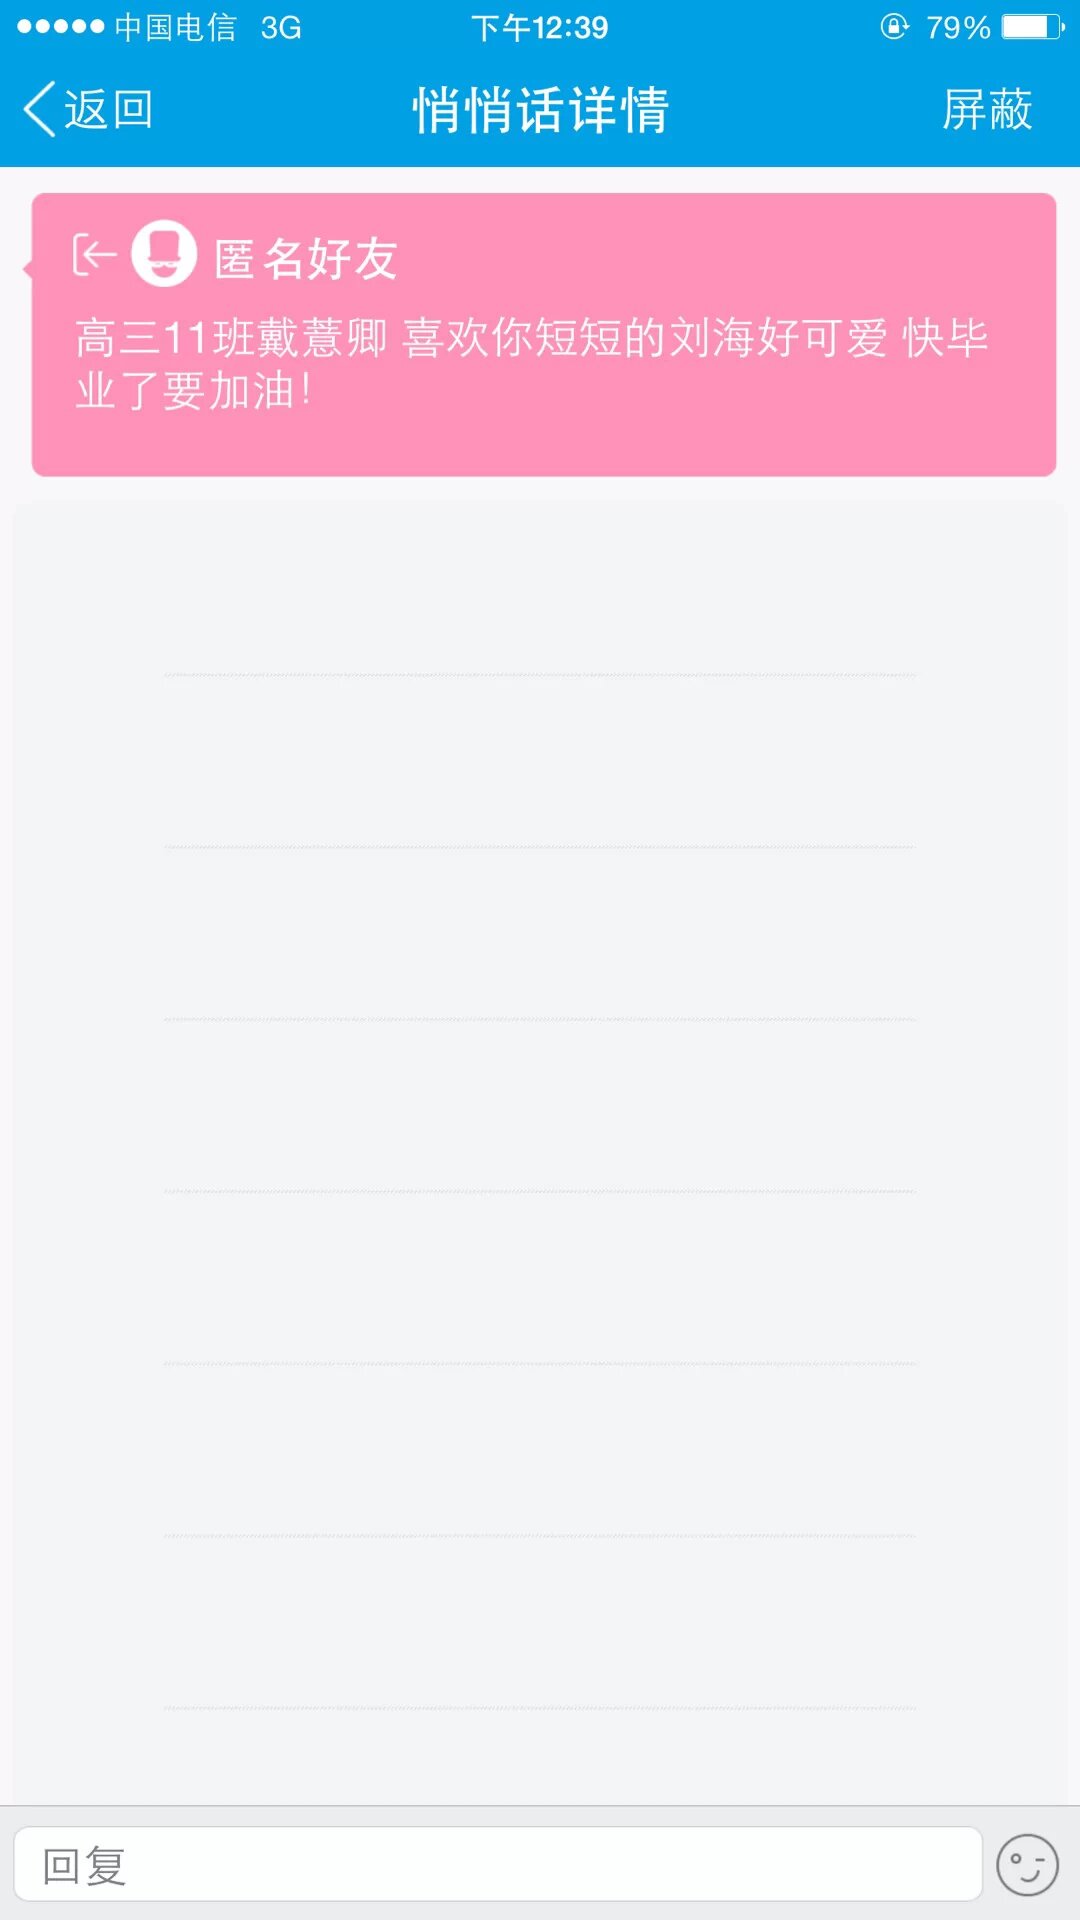 中国电信 3G 下午12:39 79%
返回 悄悄话详情 屏蔽
匿名好友
高三11班戴薏卿 喜欢你短短的刘海好可爱 快毕
业了要加油！
回复